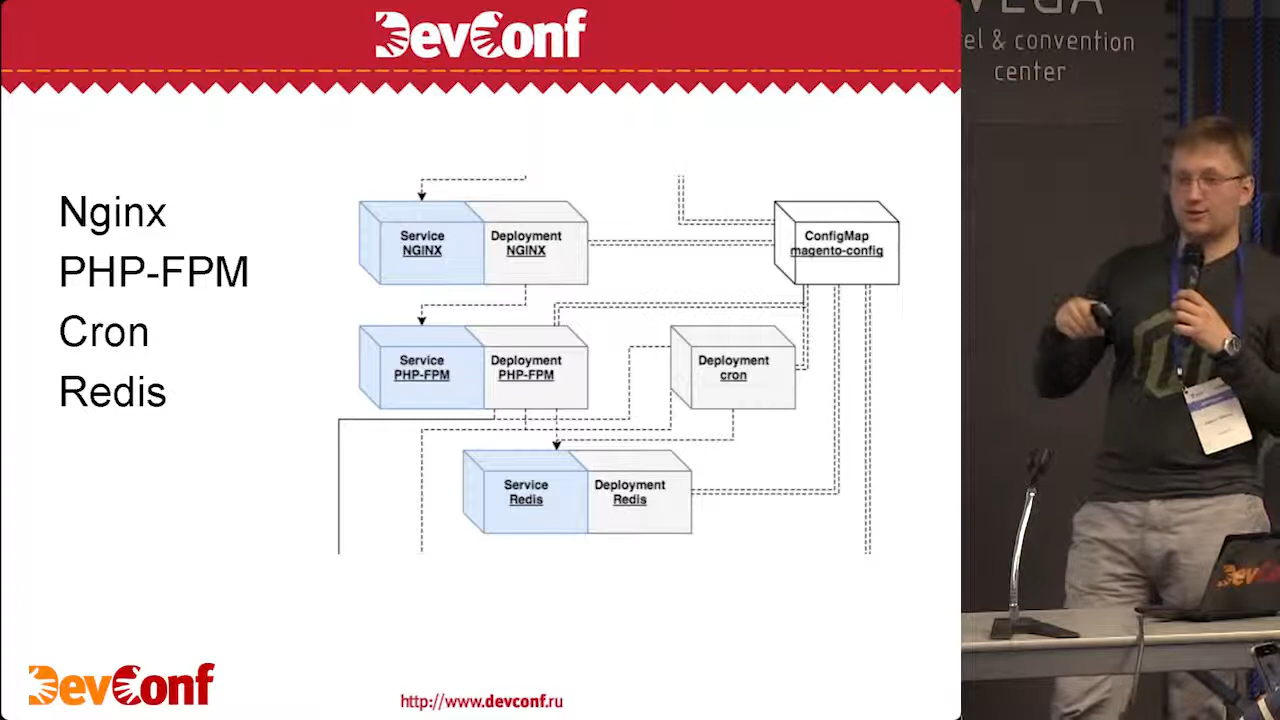 DevConf
Nginx
PHP-FPM
Cron
Redis
Service
NGINX
Deployment
NGINX
ConfigMap
magento-config
Service
PHP-FPM
Deployment
PHP-FPM
Deployment
cron
Service
Redis
Deployment
Redis
DevConf
http://www.devconf.ru
& convention
center
DevConf